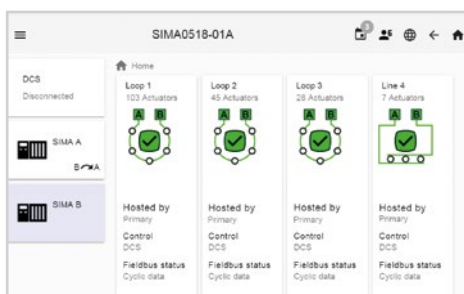 SIMA0518-01A
3
6
Home
DCS
Disconnected
SIMA A
B A
SIMA B
Loop 1
103 Actuators
A B
Hosted by
Primary
Control
DCS
Fieldbus status
Cyclic data
Loop 2
45 Actuators
A B
Hosted by
Primary
Control
DCS
Fieldbus status
Cyclic data
Loop 3
28 Actuators
A B
Hosted by
Primary
Control
DCS
Fieldbus status
Cyclic data
Line 4
7 Actuators
A B
Hosted by
Primary
Control
DCS
Fieldbus status
Cyclic data